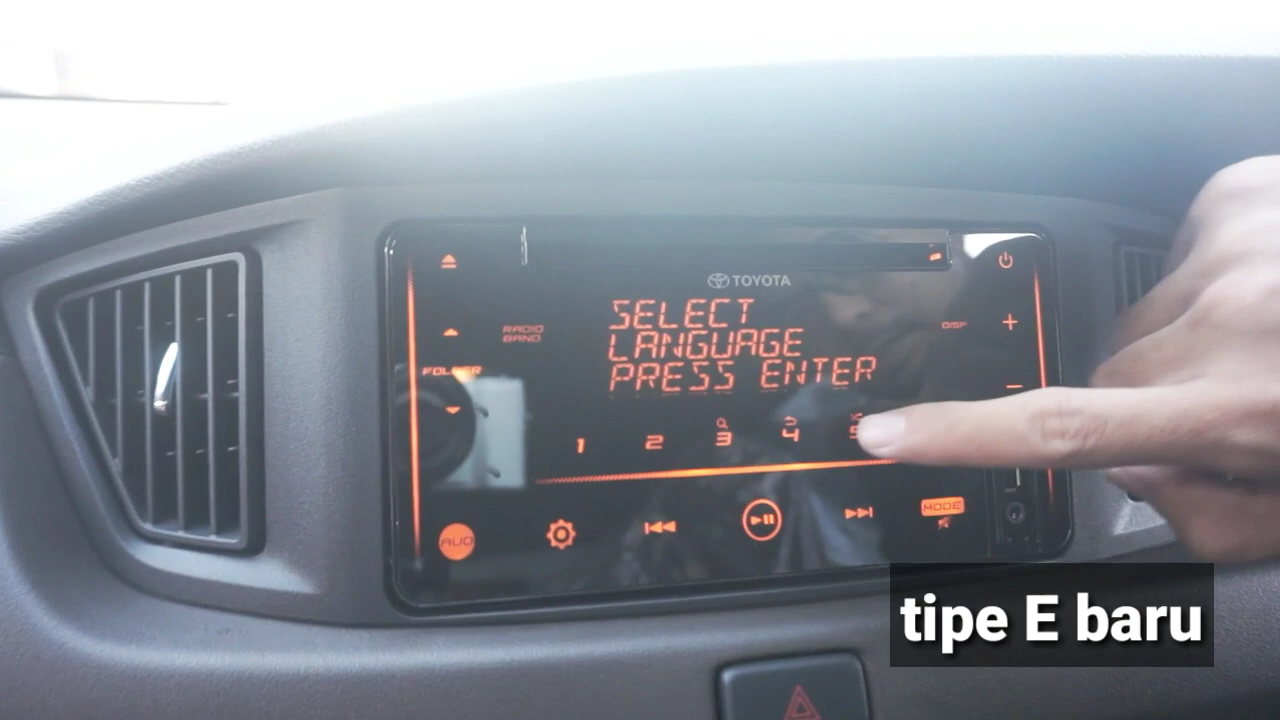 TOYOTA
SELECT
LANGUAGE
PRESS ENTER
RADIO
BAND
DISP
FOLDER
1 2 3 4 5
AUD
MODE
tipe E baru